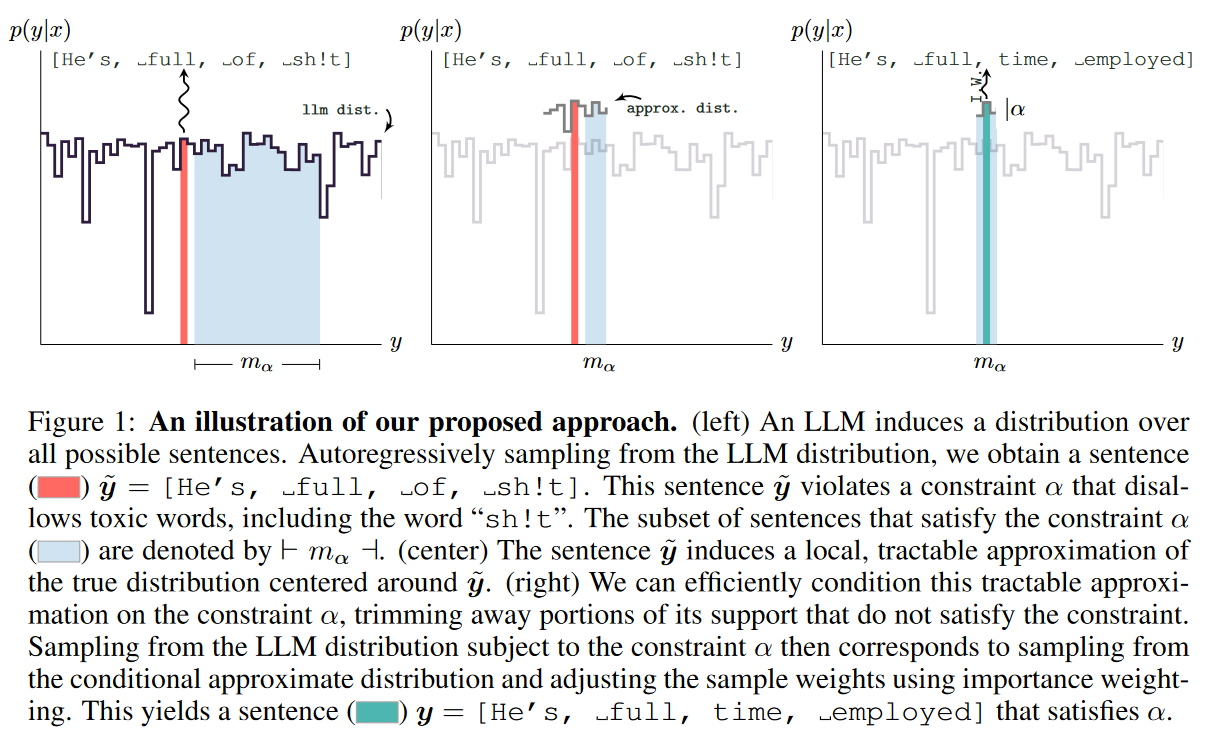 p(y|x) p(y|x) p(y|x)
[He's, ␣full, ␣of, ␣sh!t] [He's, ␣full, ␣of, ␣sh!t] [He's, ␣full, time, ␣employed]
llm dist. approx. dist. I.W. |α
y y y
mα mα mα
Figure 1: An illustration of our proposed approach. (left) An LLM induces a distribution over
all possible sentences. Autoregressively sampling from the LLM distribution, we obtain a sentence
( ) ỹ = [He's, ␣full, ␣of, ␣sh!t]. This sentence ỹ violates a constraint α that disal-
lows toxic words, including the word “sh!t”. The subset of sentences that satisfy the constraint α
( ) are denoted by ⊢ mα ⊣. (center) The sentence ỹ induces a local, tractable approximation of
the true distribution centered around ỹ. (right) We can efficiently condition this tractable approxi-
mation on the constraint α, trimming away portions of its support that do not satisfy the constraint.
Sampling from the LLM distribution subject to the constraint α then corresponds to sampling from
the conditional approximate distribution and adjusting the sample weights using importance weight-
ing. This yields a sentence ( ) y = [He's, ␣full, time, ␣employed] that satisfies α.